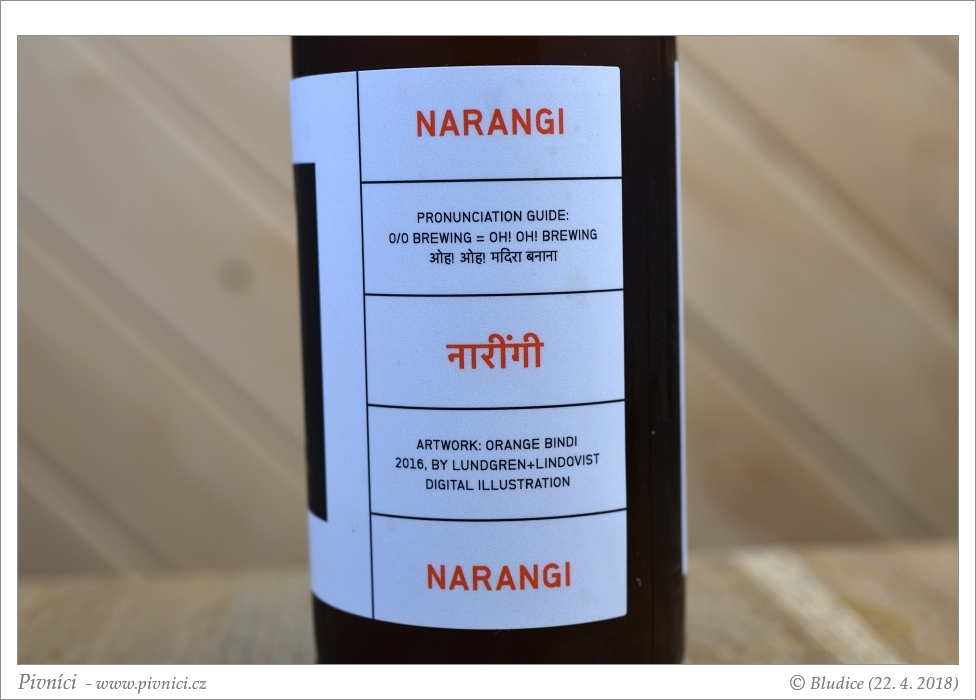 NARANGI
PRONUNCIATION GUIDE:
O/O BREWING = OH! OH! BREWING
ओह! ओह! मदिरा बनाना
नारींगी
ARTWORK: ORANGE BINDI
2016, BY LUNDGREN+LINDQVIST
DIGITAL ILLUSTRATION
NARANGI
Pivníci - www.pivnici.cz
© Bludice (22. 4. 2018)